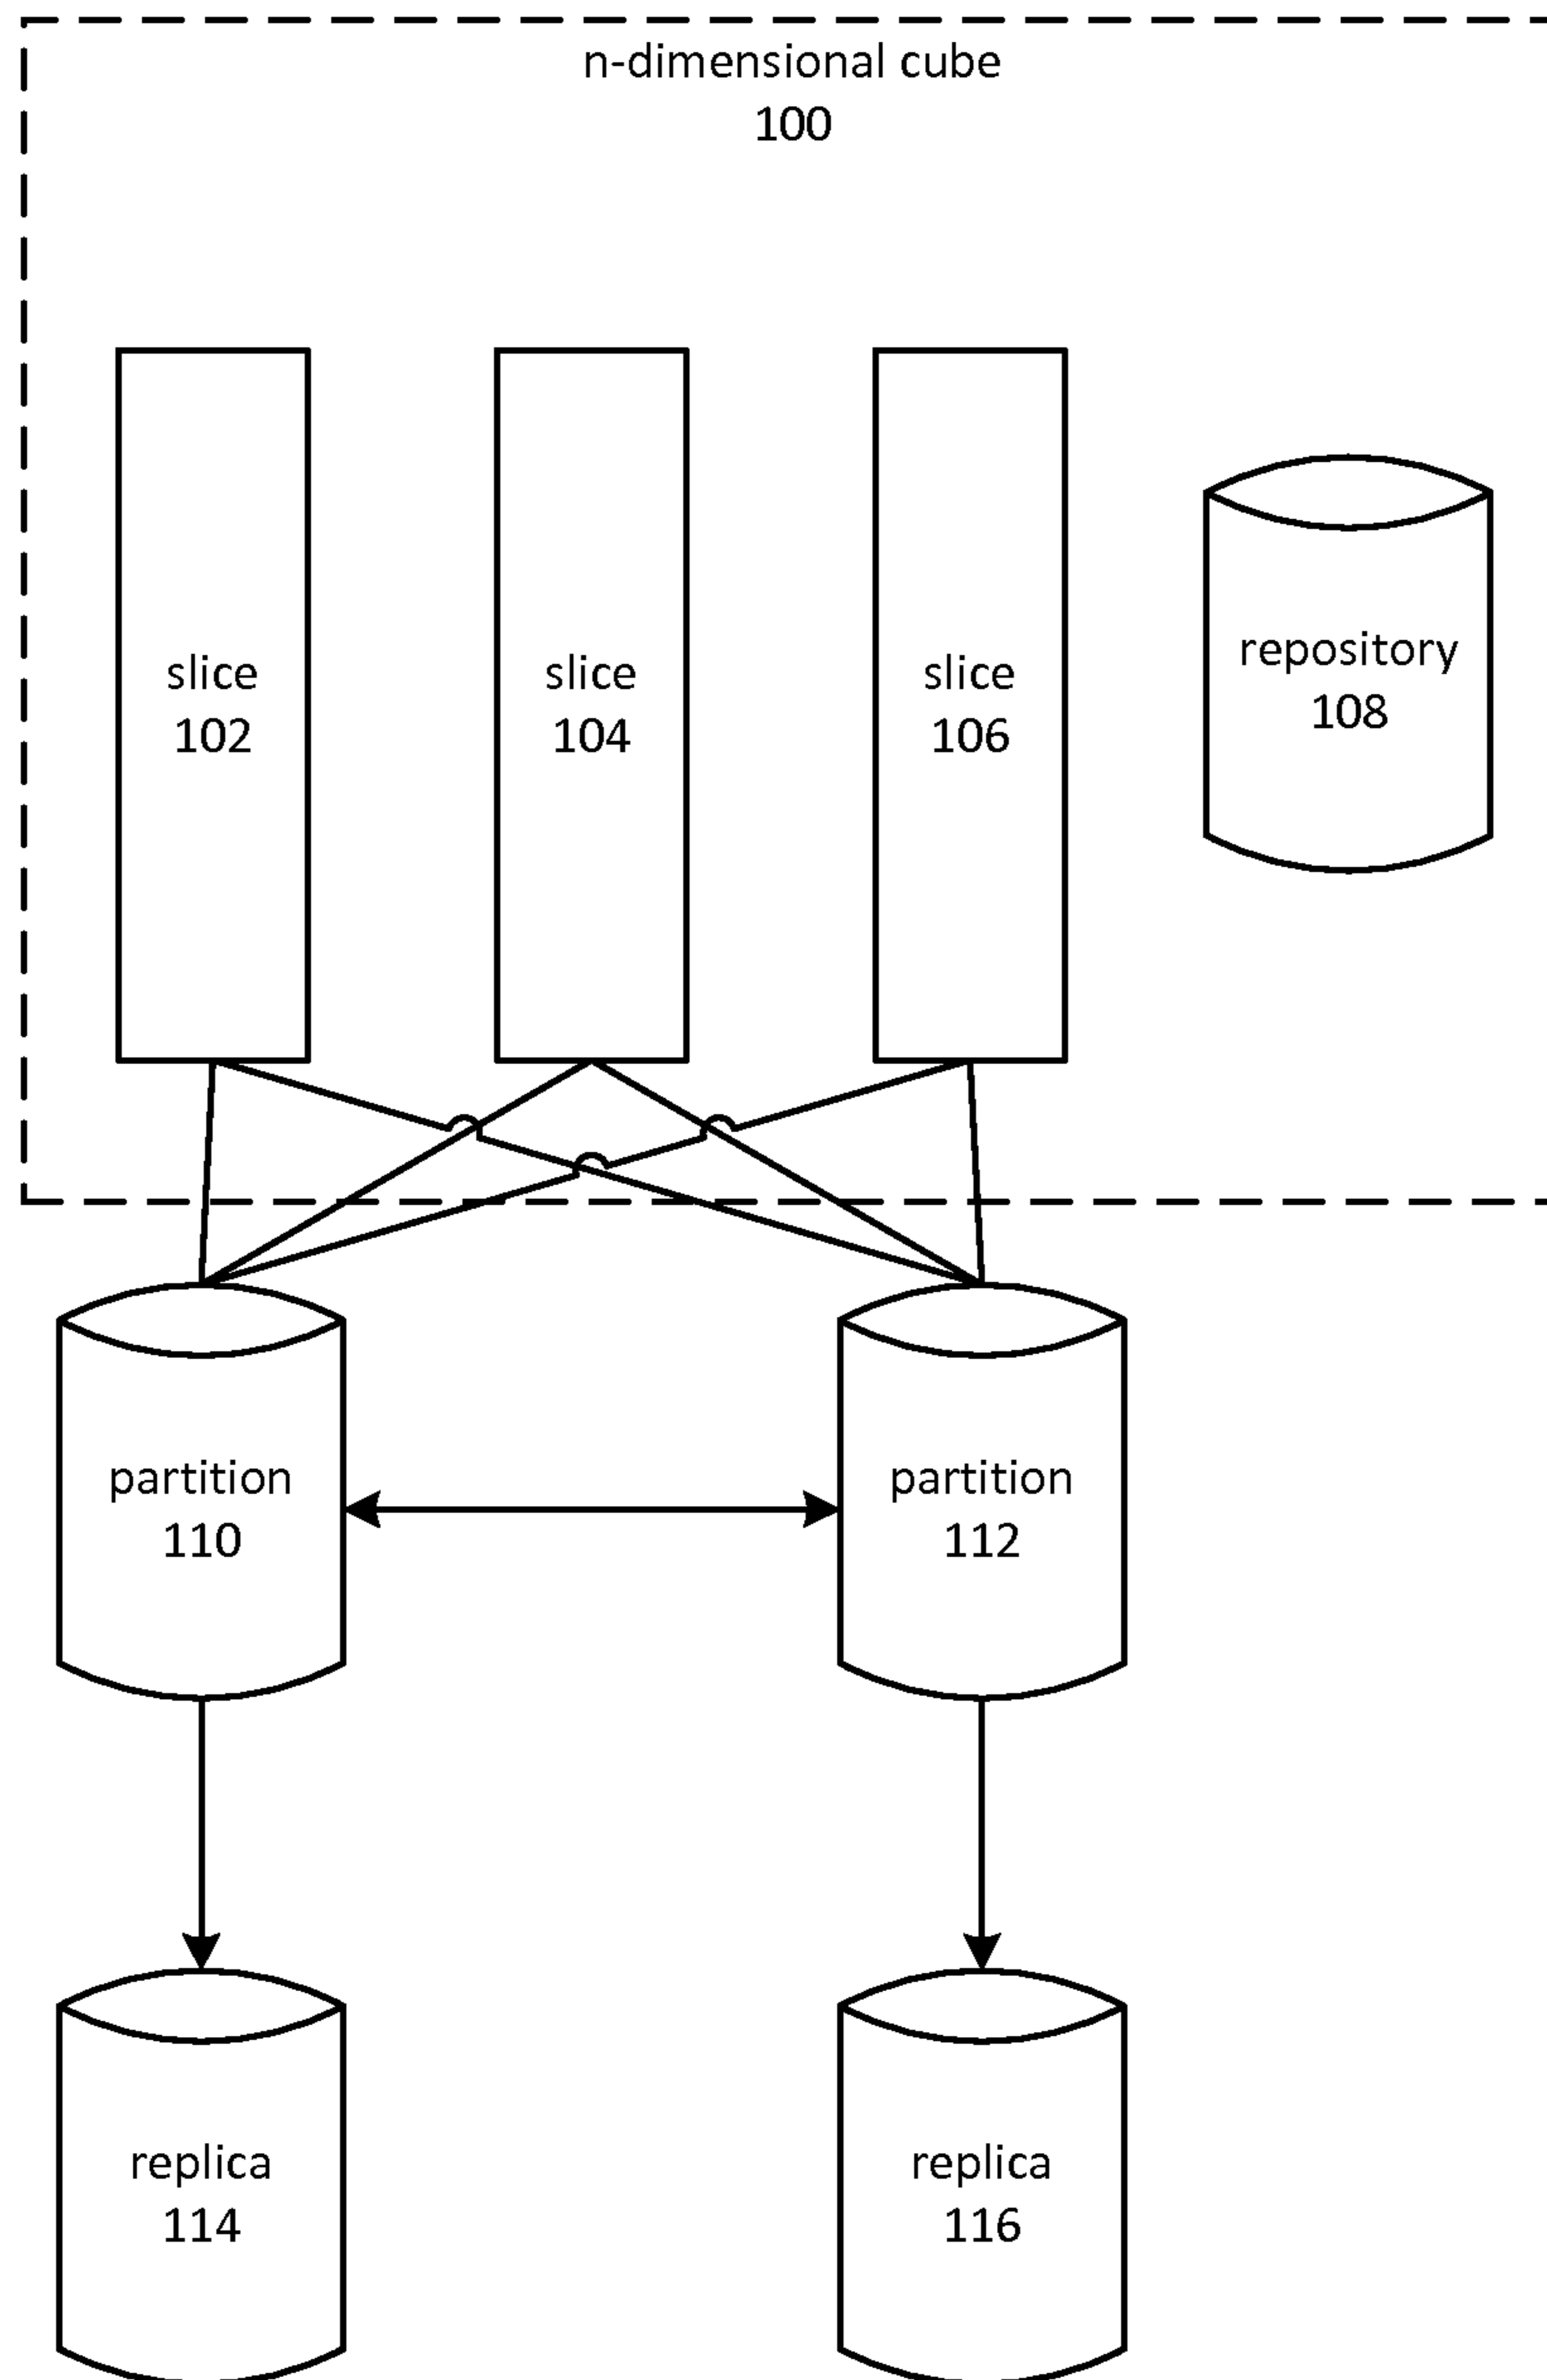 n-dimensional cube
100
slice
102
slice
104
slice
106
repository
108
partition
110
partition
112
replica
114
replica
116